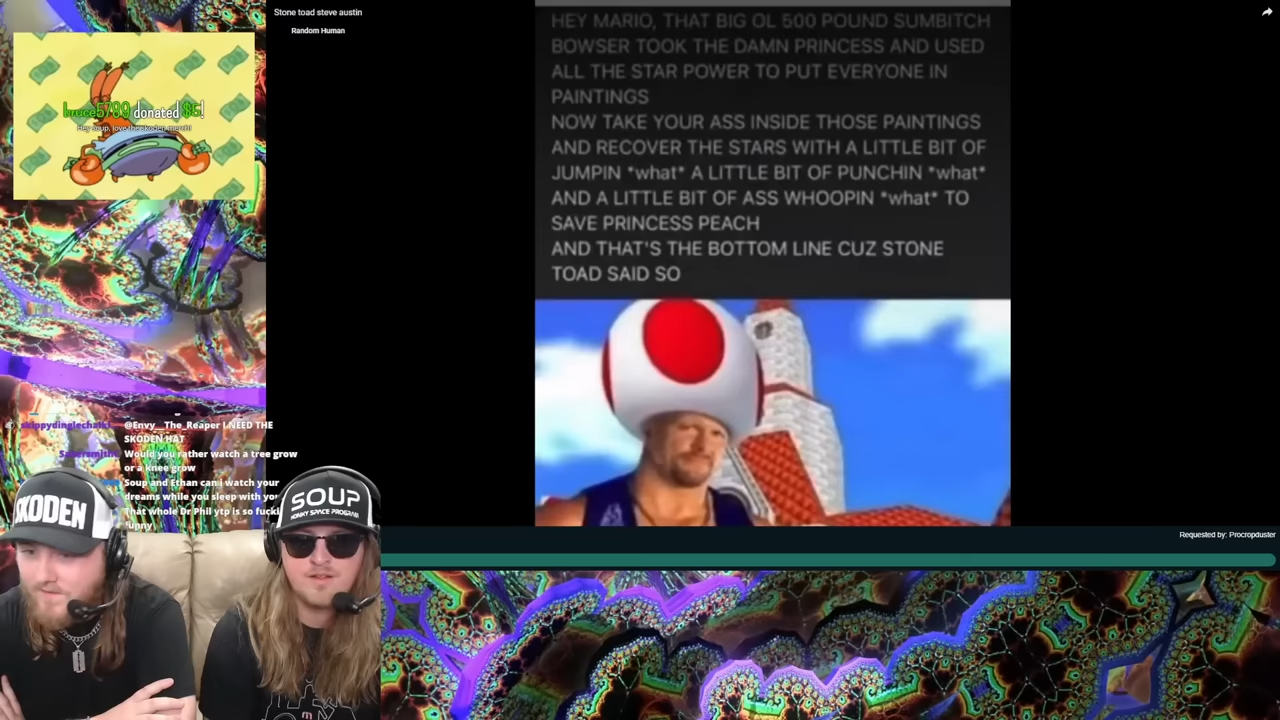 Stone toad steve austin
Random Human
bruce5789 donated $5!
HEY MARIO, THAT BIG OL 500 POUND SUMBITCH
BOWSER TOOK THE DAMN PRINCESS AND USED
ALL THE STAR POWER TO PUT EVERYONE IN
PAINTINGS
NOW TAKE YOUR ASS INSIDE THOSE PAINTINGS
AND RECOVER THE STARS WITH A LITTLE BIT OF
JUMPIN *what* A LITTLE BIT OF PUNCHIN *what*
AND A LITTLE BIT OF ASS WHOOPIN *what* TO
SAVE PRINCESS PEACH
AND THAT'S THE BOTTOM LINE CUZ STONE
TOAD SAID SO
@Envy__The_Reaper I NEED THE
SKODEN HAT
Would you rather watch a tree grow
or a knee grow
Soup and Ethan can i watch your
dreams while you sleep with you
That whole Dr Phil ytp is so
SKODEN
SOUP
HONKY SPACE PROGRAM
Requested by: Procropduster